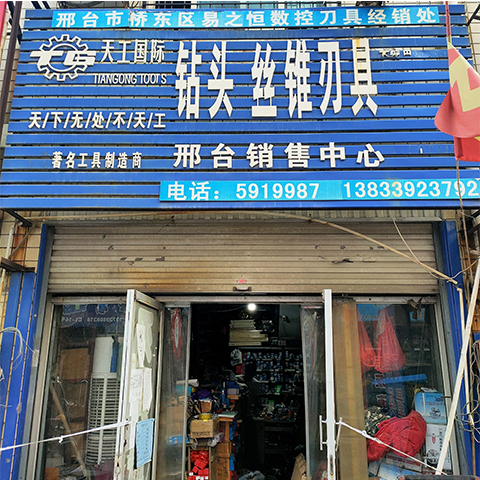 邢台市桥东区易之恒数控刀具经销处
TG
天工国际
TIANGONG TOOLS
钻头 丝锥刃具
天/下/无/处/不/天/工
著名工具制造商
邢台销售中心
电话：5919987 13833923792